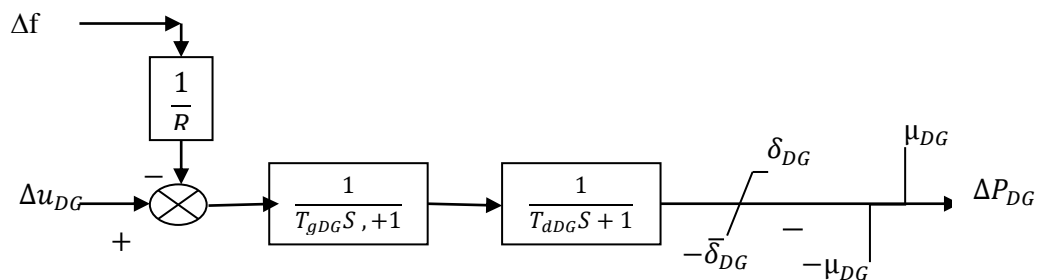 Δf
1
R
−
Δu_DG
+
1
T_gDG S , +1
1
T_dDG S + 1
δ_DG
−δ̅_DG
−
μ_DG
−μ_DG
ΔP_DG